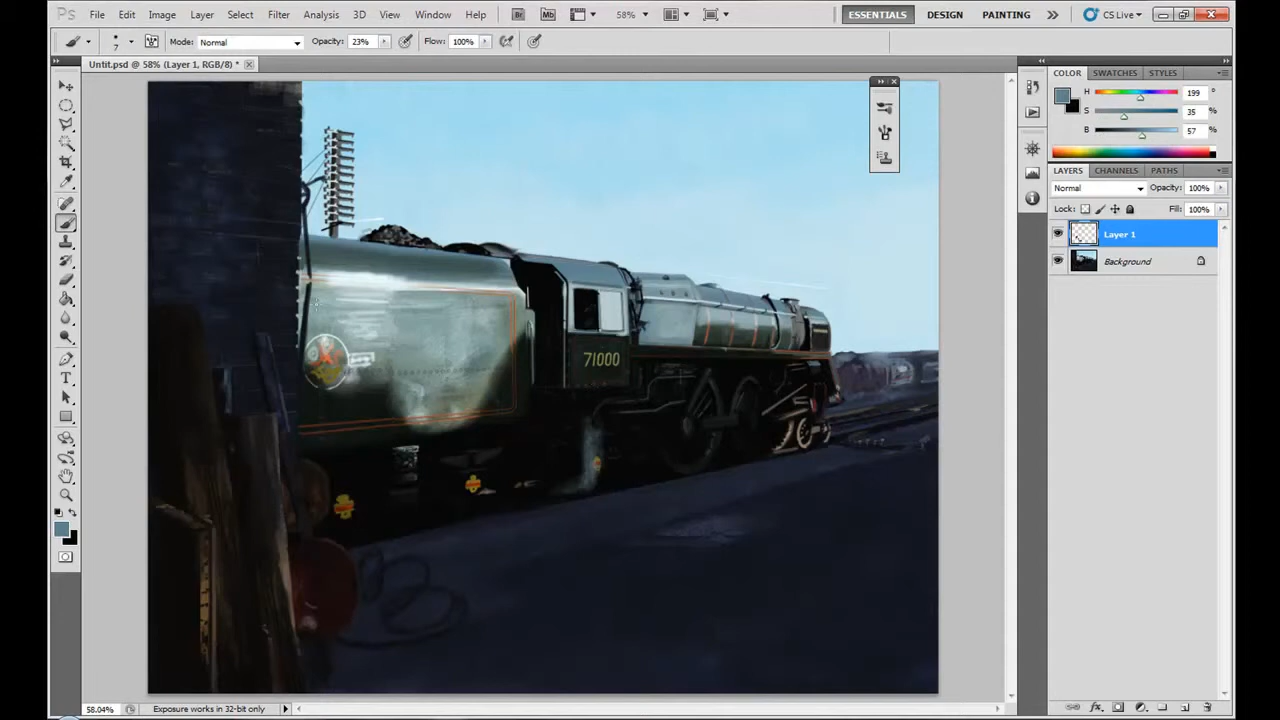 Ps File Edit Image Layer Select Filter Analysis 3D View Window Help Br Mb 58% ESSENTIALS DESIGN PAINTING CS Live
7 Mode: Normal Opacity: 23% Flow: 100%
Untit.psd @ 58% (Layer 1, RGB/8) *
COLOR SWATCHES STYLES
H 199 °
S 35 %
B 57 %
LAYERS CHANNELS PATHS
Normal Opacity: 100%
Lock: Fill: 100%
Layer 1
Background
71000
58.04% Exposure works in 32-bit only